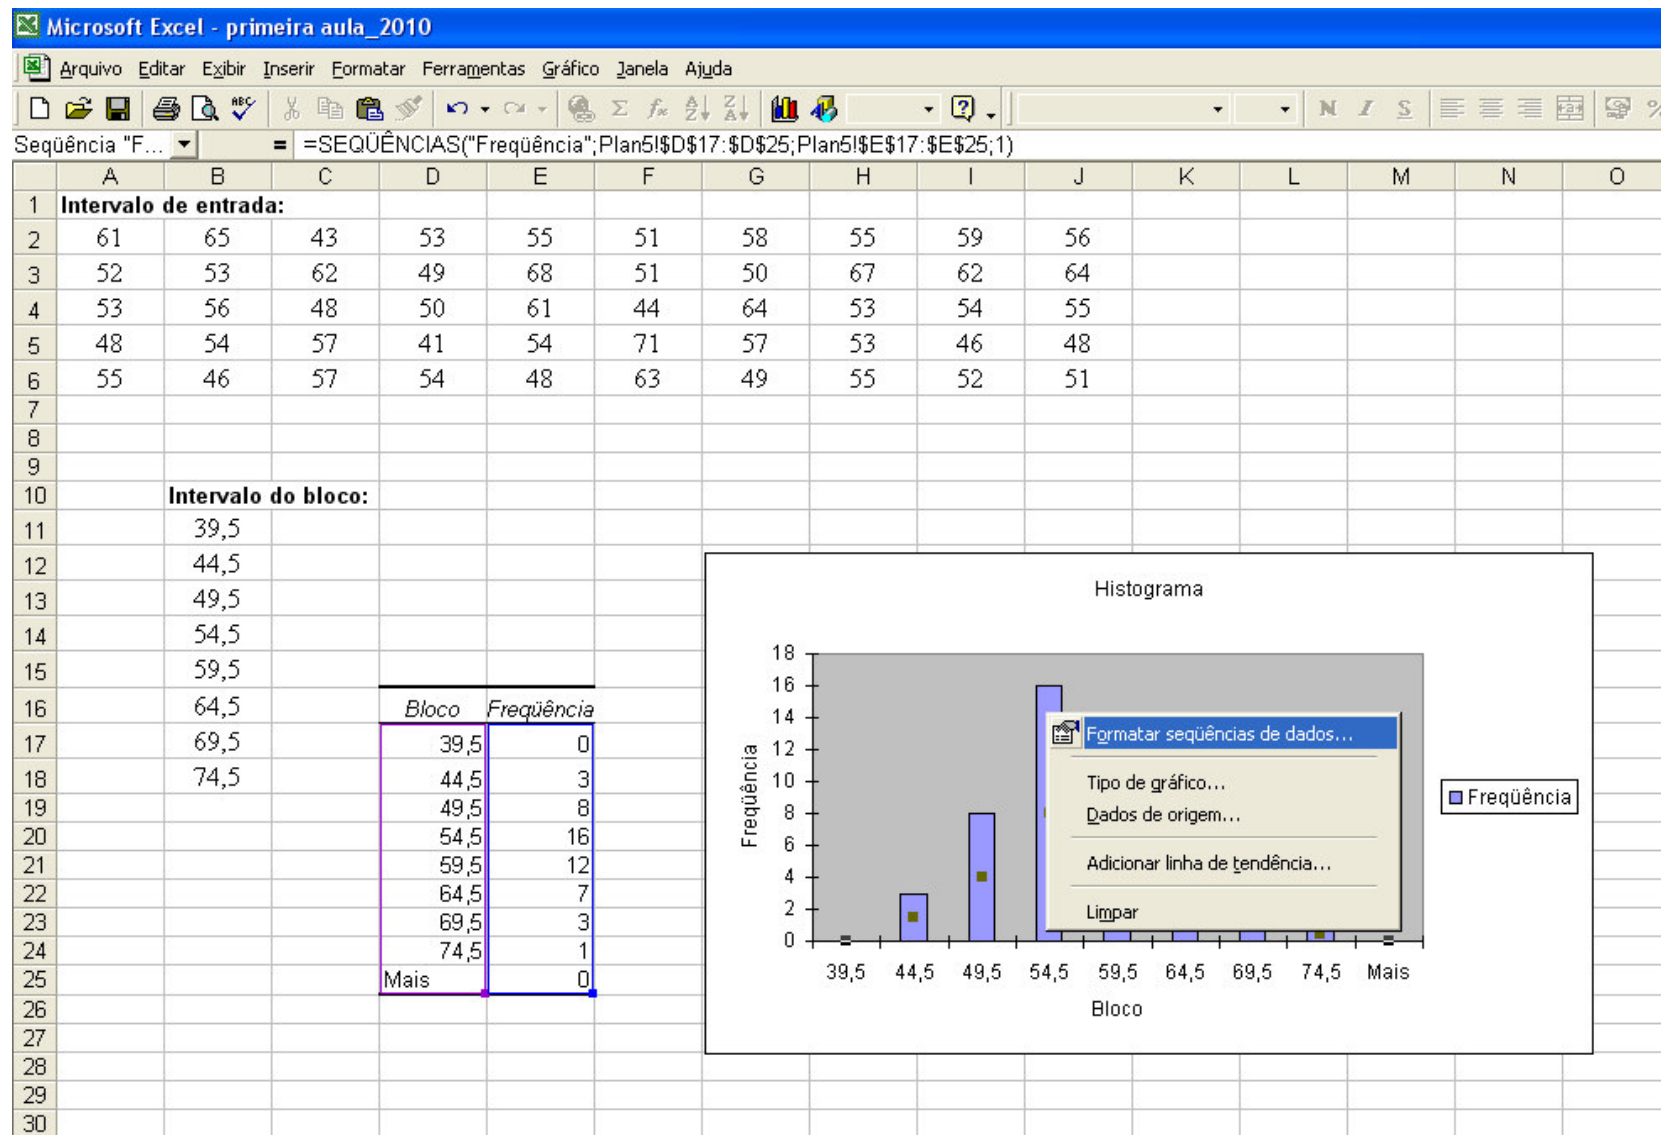 Microsoft Excel - primeira aula_2010
Arquivo Editar Exibir Inserir Formatar Ferramentas Gráfico Janela Ajuda
Seqüência "F... = =SEQÜÊNCIAS("Freqüência";Plan5!$D$17:$D$25;Plan5!$E$17:$E$25;1)
A B C D E F G H I J K L M N O
1 Intervalo de entrada:
2 61 65 43 53 55 51 58 55 59 56
3 52 53 62 49 68 51 50 67 62 64
4 53 56 48 50 61 44 64 53 54 55
5 48 54 57 41 54 71 57 53 46 48
6 55 46 57 54 48 63 49 55 52 51
7
8
9
10 Intervalo do bloco:
11 39,5
12 44,5
13 49,5
14 54,5
15 59,5
16 64,5 Bloco Freqüência
17 69,5 39,5 0
18 74,5 44,5 3
19 49,5 8
20 54,5 16
21 59,5 12
22 64,5 7
23 69,5 3
24 74,5 1
25 Mais 0
26
27
28
29
30
Histograma
Freqüência
18
16
14
12
10
8
6
4
2
0
39,5 44,5 49,5 54,5 59,5 64,5 69,5 74,5 Mais
Bloco
Freqüência
Formatar seqüências de dados...
Tipo de gráfico...
Dados de origem...
Adicionar linha de tendência...
Limpar